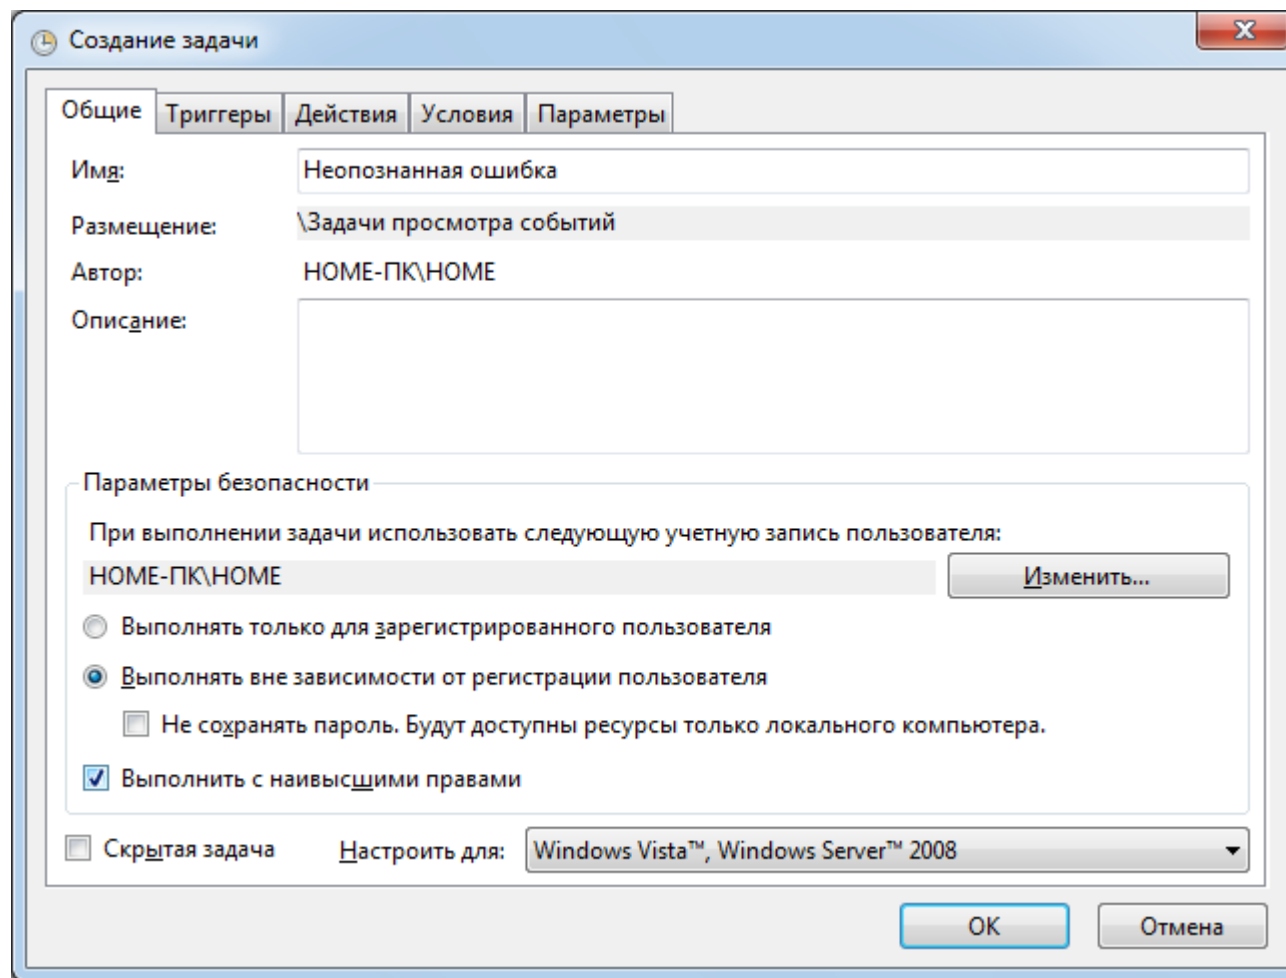 Создание задачи
Общие Триггеры Действия Условия Параметры
Имя: Неопознанная ошибка
Размещение: \Задачи просмотра событий
Автор: HOME-ПК\HOME
Описание:
Параметры безопасности
При выполнении задачи использовать следующую учетную запись пользователя:
HOME-ПК\HOME Изменить...
Выполнять только для зарегистрированного пользователя
Выполнять вне зависимости от регистрации пользователя
Не сохранять пароль. Будут доступны ресурсы только локального компьютера.
Выполнить с наивысшими правами
Скрытая задача Настроить для: Windows Vista™, Windows Server™ 2008
ОК Отмена